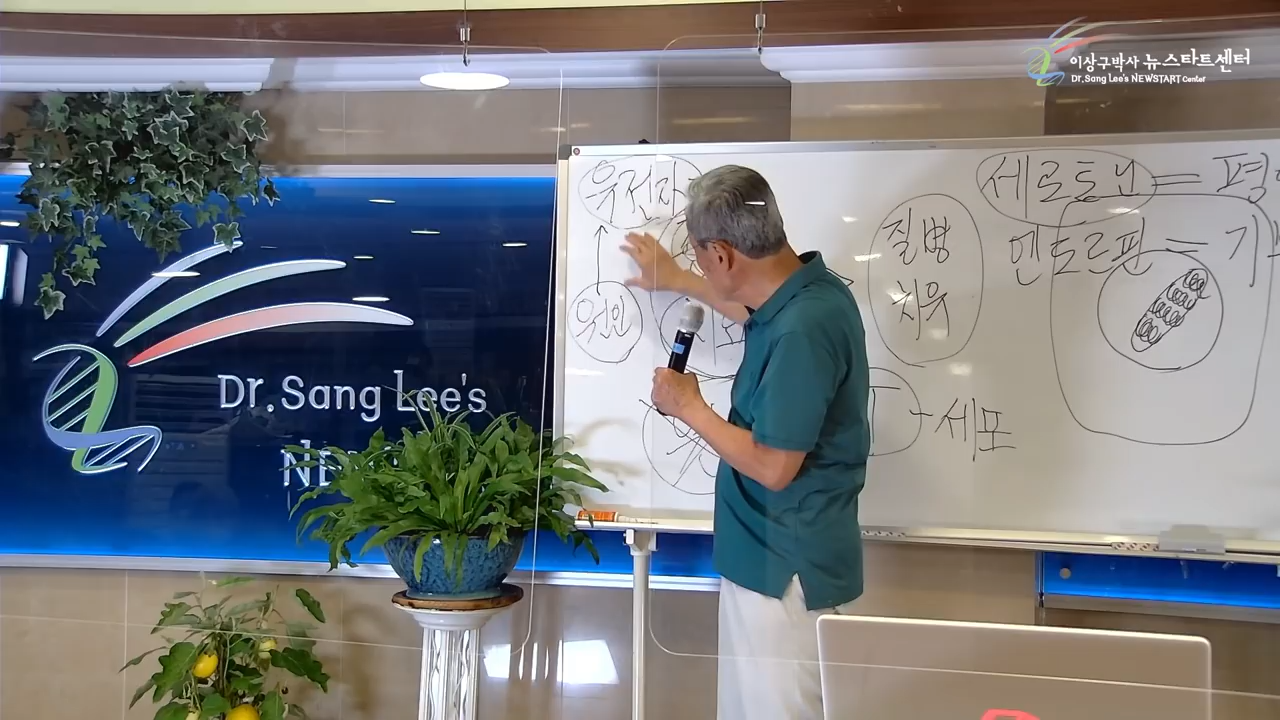 이상구박사 뉴스타트센터
Dr. Sang Lee's NEWSTART Center
Dr. Sang Lee's
유전자
원인
질병
치유
세로토닌 =
엔도르핀 =
T-세포